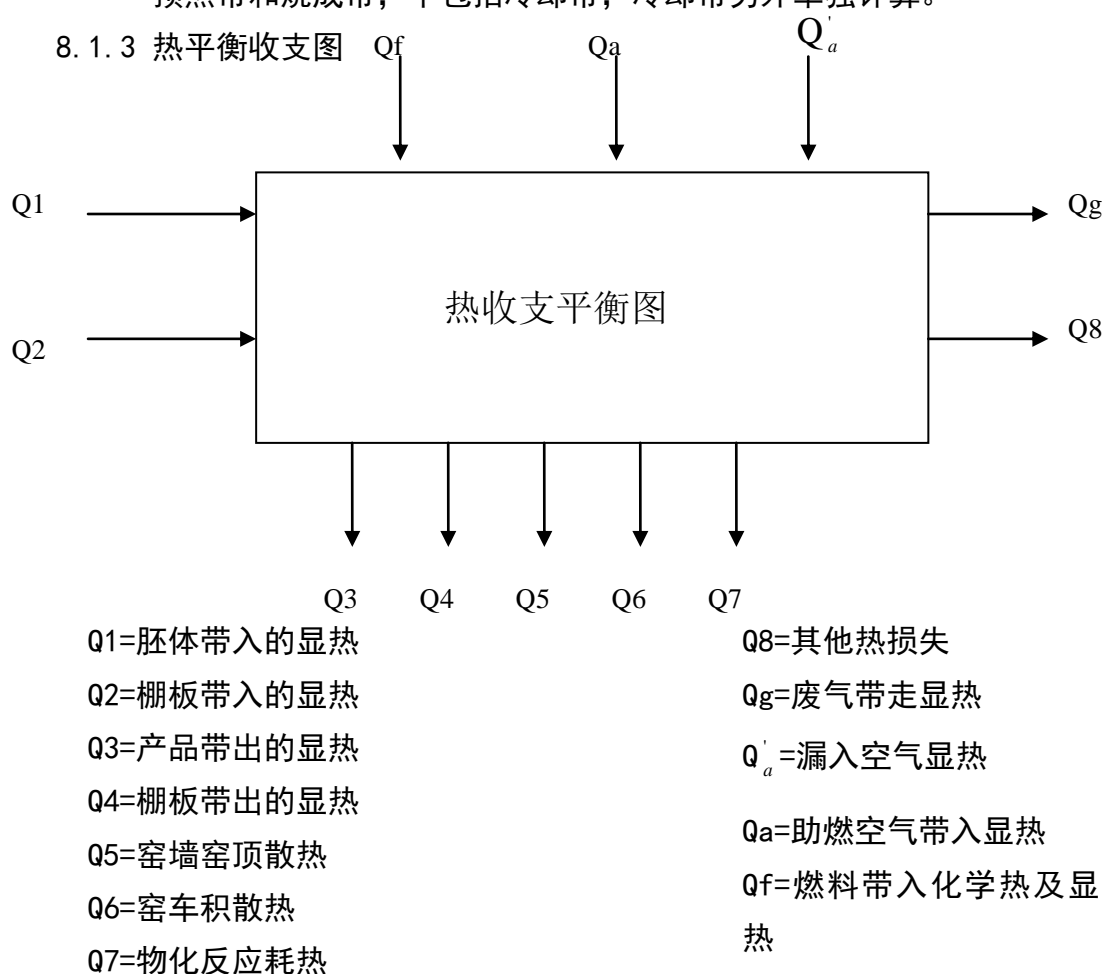 预热带和烧成带，不包括冷却带，冷却带另外单独计算。
8.1.3 热平衡收支图 Qf Qa Q'a
Q1 Qg
热收支平衡图
Q2 Q8
Q3 Q4 Q5 Q6 Q7
Q1=胚体带入的显热
Q2=棚板带入的显热
Q3=产品带出的显热
Q4=棚板带出的显热
Q5=窑墙窑顶散热
Q6=窑车积散热
Q7=物化反应耗热
Q8=其他热损失
Qg=废气带走显热
Q'a=漏入空气显热
Qa=助燃空气带入显热
Qf=燃料带入化学热及显
热